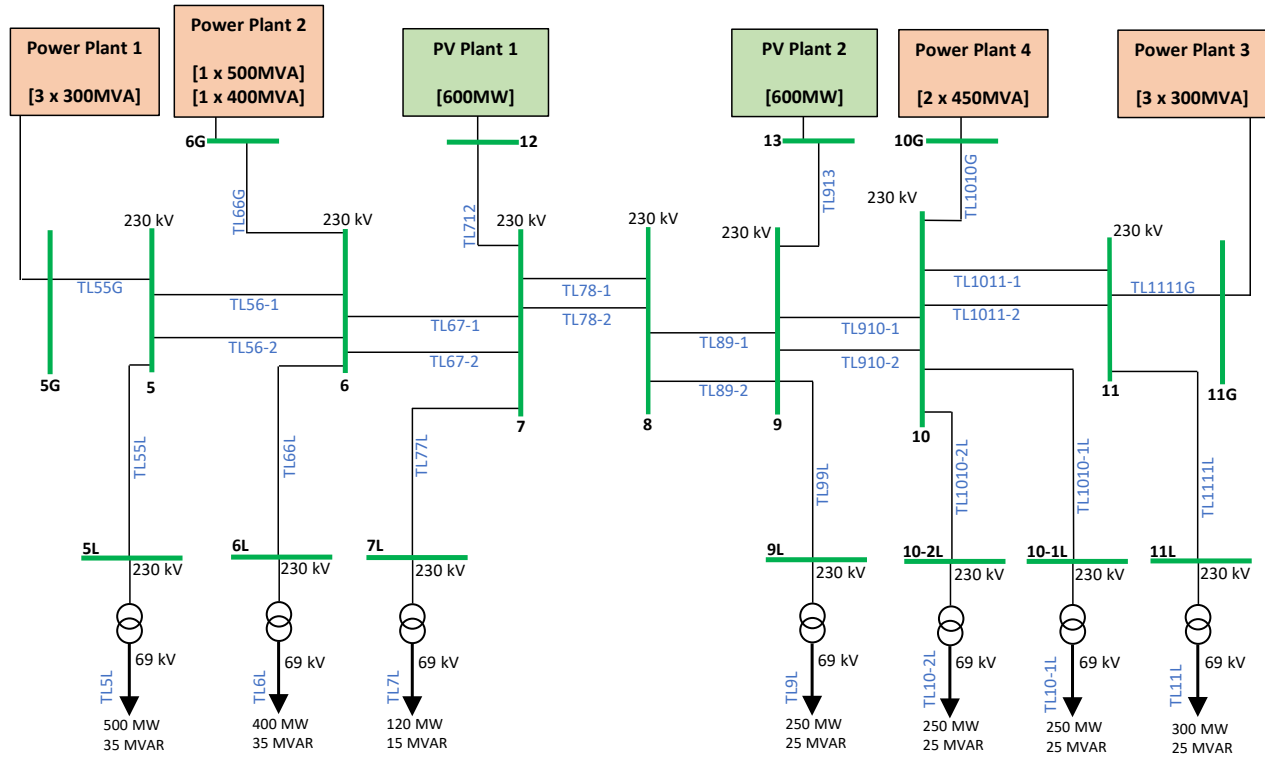 Power Plant 1
[3 x 300MVA]
Power Plant 2
[1 x 500MVA]
[1 x 400MVA]
PV Plant 1
[600MW]
PV Plant 2
[600MW]
Power Plant 4
[2 x 450MVA]
Power Plant 3
[3 x 300MVA]
6G
12
13
10G
TL66G
TL712
TL913
TL1010G
230 kV
230 kV
230 kV
230 kV
230 kV
230 kV
230 kV
TL55G
TL56-1
TL56-2
TL67-1
TL67-2
TL78-1
TL78-2
TL89-1
TL89-2
TL910-1
TL910-2
TL1011-1
TL1011-2
TL1111G
5G
5
6
7
8
9
10
11
11G
TL55L
TL66L
TL77L
TL99L
TL1010-2L
TL1010-1L
TL1111L
5L
6L
7L
9L
10-2L
10-1L
11L
230 kV
230 kV
230 kV
230 kV
230 kV
230 kV
230 kV
69 kV
69 kV
69 kV
69 kV
69 kV
69 kV
69 kV
TL5L
TL6L
TL7L
TL9L
TL10-2L
TL10-1L
TL11L
500 MW
35 MVAR
400 MW
35 MVAR
120 MW
15 MVAR
250 MW
25 MVAR
250 MW
25 MVAR
250 MW
25 MVAR
300 MW
25 MVAR